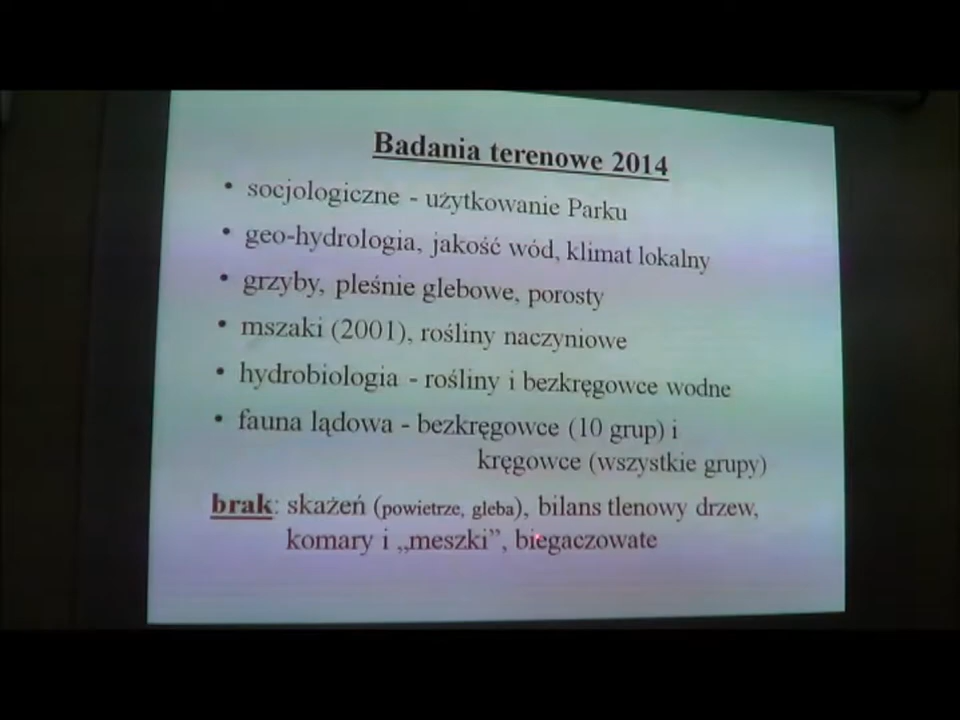 Badania terenowe 2014
• socjologiczne - użytkowanie Parku
• geo-hydrologia, jakość wód, klimat lokalny
• grzyby, pleśnie glebowe, porosty
• mszaki (2001), rośliny naczyniowe
• hydrobiologia - rośliny i bezkręgowce wodne
• fauna lądowa - bezkręgowce (10 grup) i
kręgowce (wszystkie grupy)
brak: skażeń (powietrze, gleba), bilans tlenowy drzew,
komary i „meszki”, biegaczowate